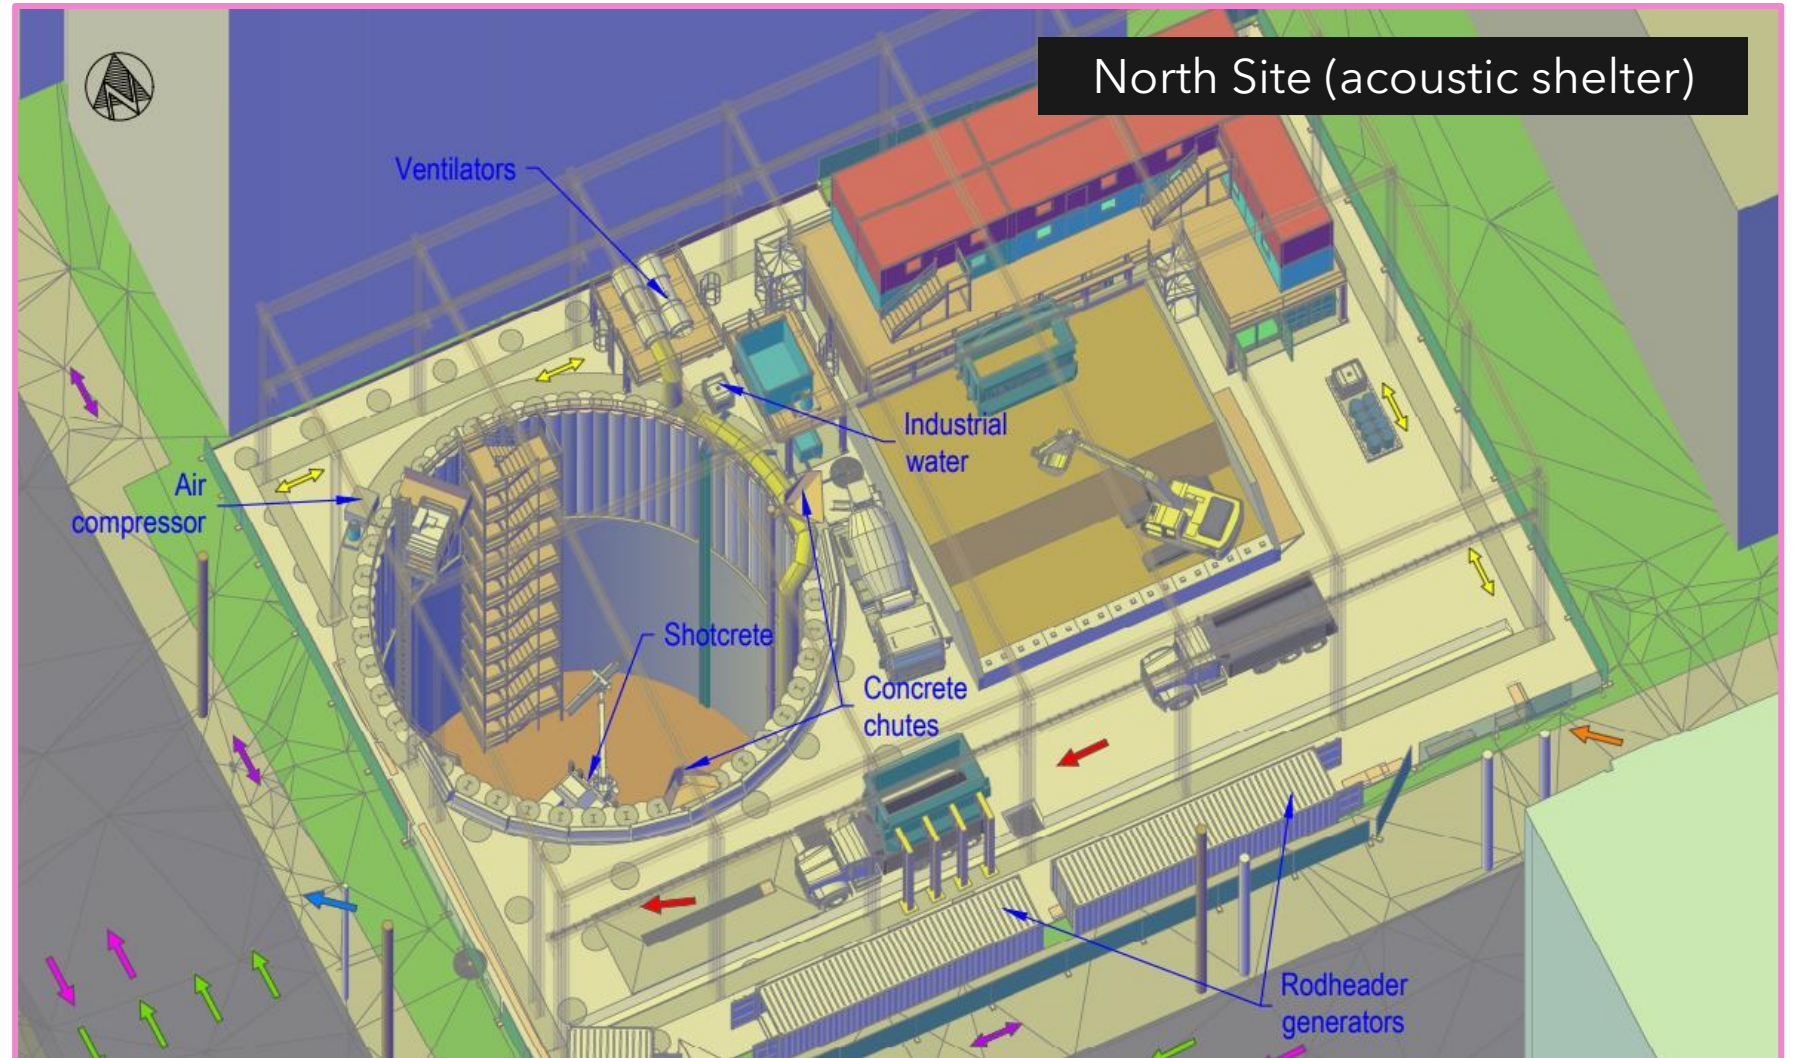 North Site (acoustic shelter)
N
Ventilators
Industrial
water
Air
compressor
Shotcrete
Concrete
chutes
Rodheader
generators